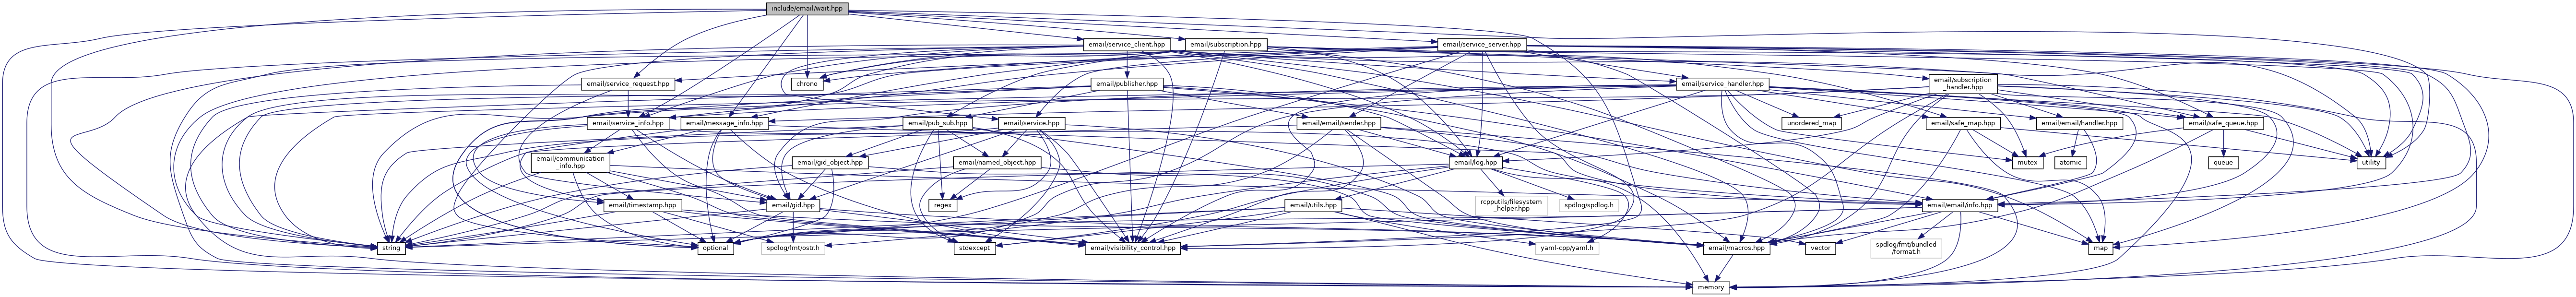 include/email/wait.hpp
email/service_client.hpp
email/subscription.hpp
email/service_server.hpp
email/service_request.hpp
chrono
email/publisher.hpp
email/service_handler.hpp
email/subscription
_handler.hpp
email/service_info.hpp
email/message_info.hpp
email/pub_sub.hpp
email/service.hpp
email/email/sender.hpp
unordered_map
email/safe_map.hpp
email/email/handler.hpp
email/safe_queue.hpp
email/communication
_info.hpp
email/gid_object.hpp
email/named_object.hpp
email/log.hpp
mutex
atomic
queue
utility
email/timestamp.hpp
email/gid.hpp
regex
email/utils.hpp
rcpputils/filesystem
_helper.hpp
spdlog/spdlog.h
email/email/info.hpp
string
optional
spdlog/fmt/ostr.h
stdexcept
email/visibility_control.hpp
yaml-cpp/yaml.h
email/macros.hpp
vector
spdlog/fmt/bundled
/format.h
map
memory